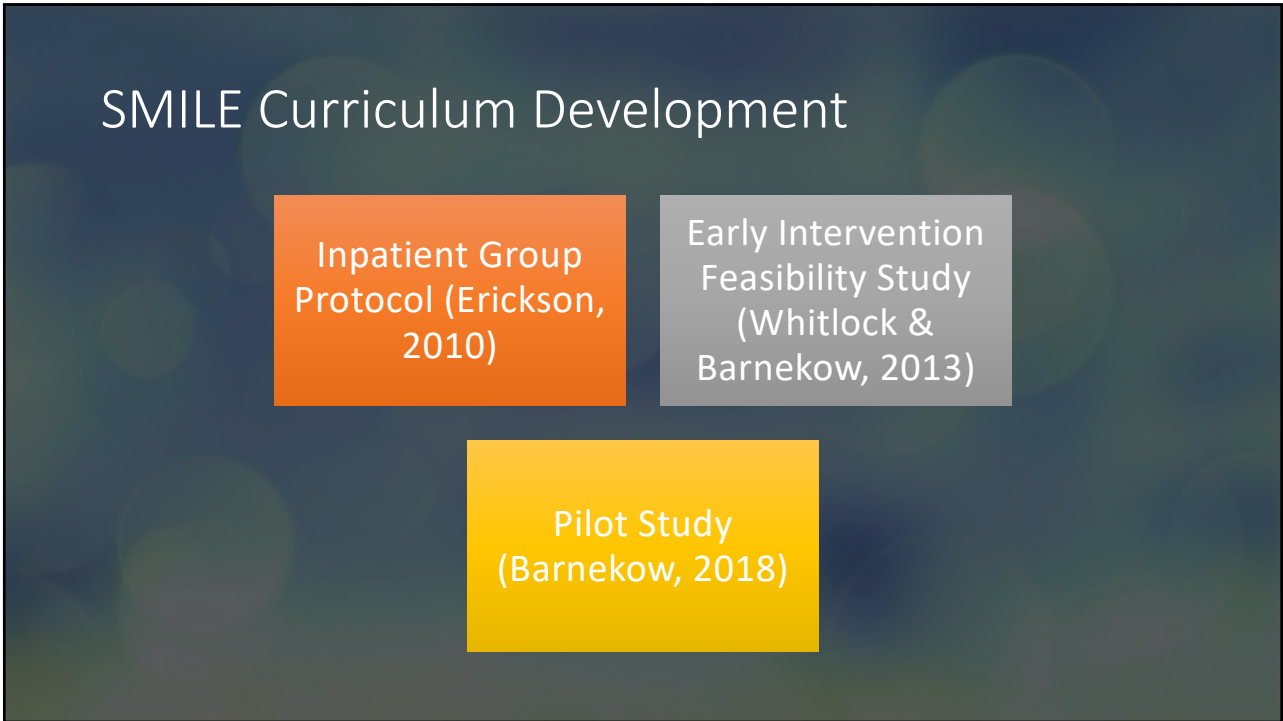 SMILE Curriculum Development
Inpatient Group
Protocol (Erickson,
2010)
Early Intervention
Feasibility Study
(Whitlock &
Barnekow, 2013)
Pilot Study
(Barnekow, 2018)